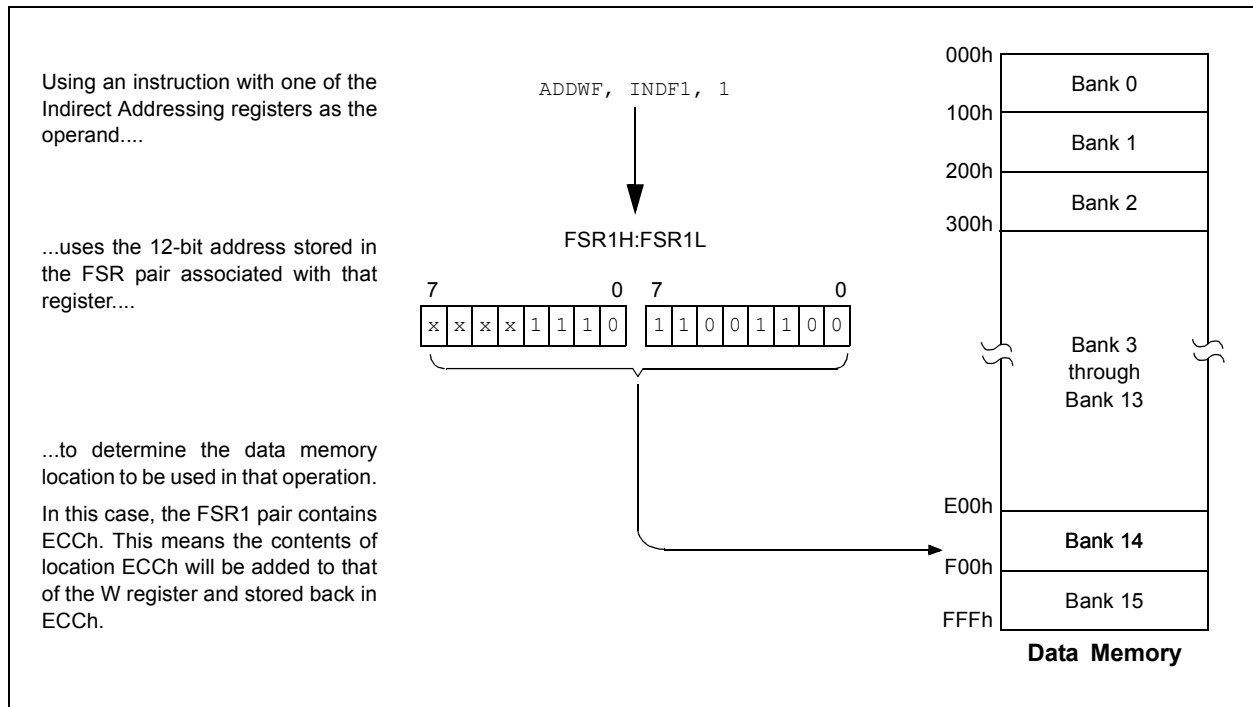 Using an instruction with one of the
Indirect Addressing registers as the
operand....
ADDWF, INDF1, 1
...uses the 12-bit address stored in
the FSR pair associated with that
register....
FSR1H:FSR1L
7 0 7 0
x x x x 1 1 1 0 1 1 0 0 1 1 0 0
...to determine the data memory
location to be used in that operation.
In this case, the FSR1 pair contains
ECCh. This means the contents of
location ECCh will be added to that
of the W register and stored back in
ECCh.
000h
Bank 0
100h
Bank 1
200h
Bank 2
300h
Bank 3
through
Bank 13
E00h
Bank 14
F00h
Bank 15
FFFh
Data Memory